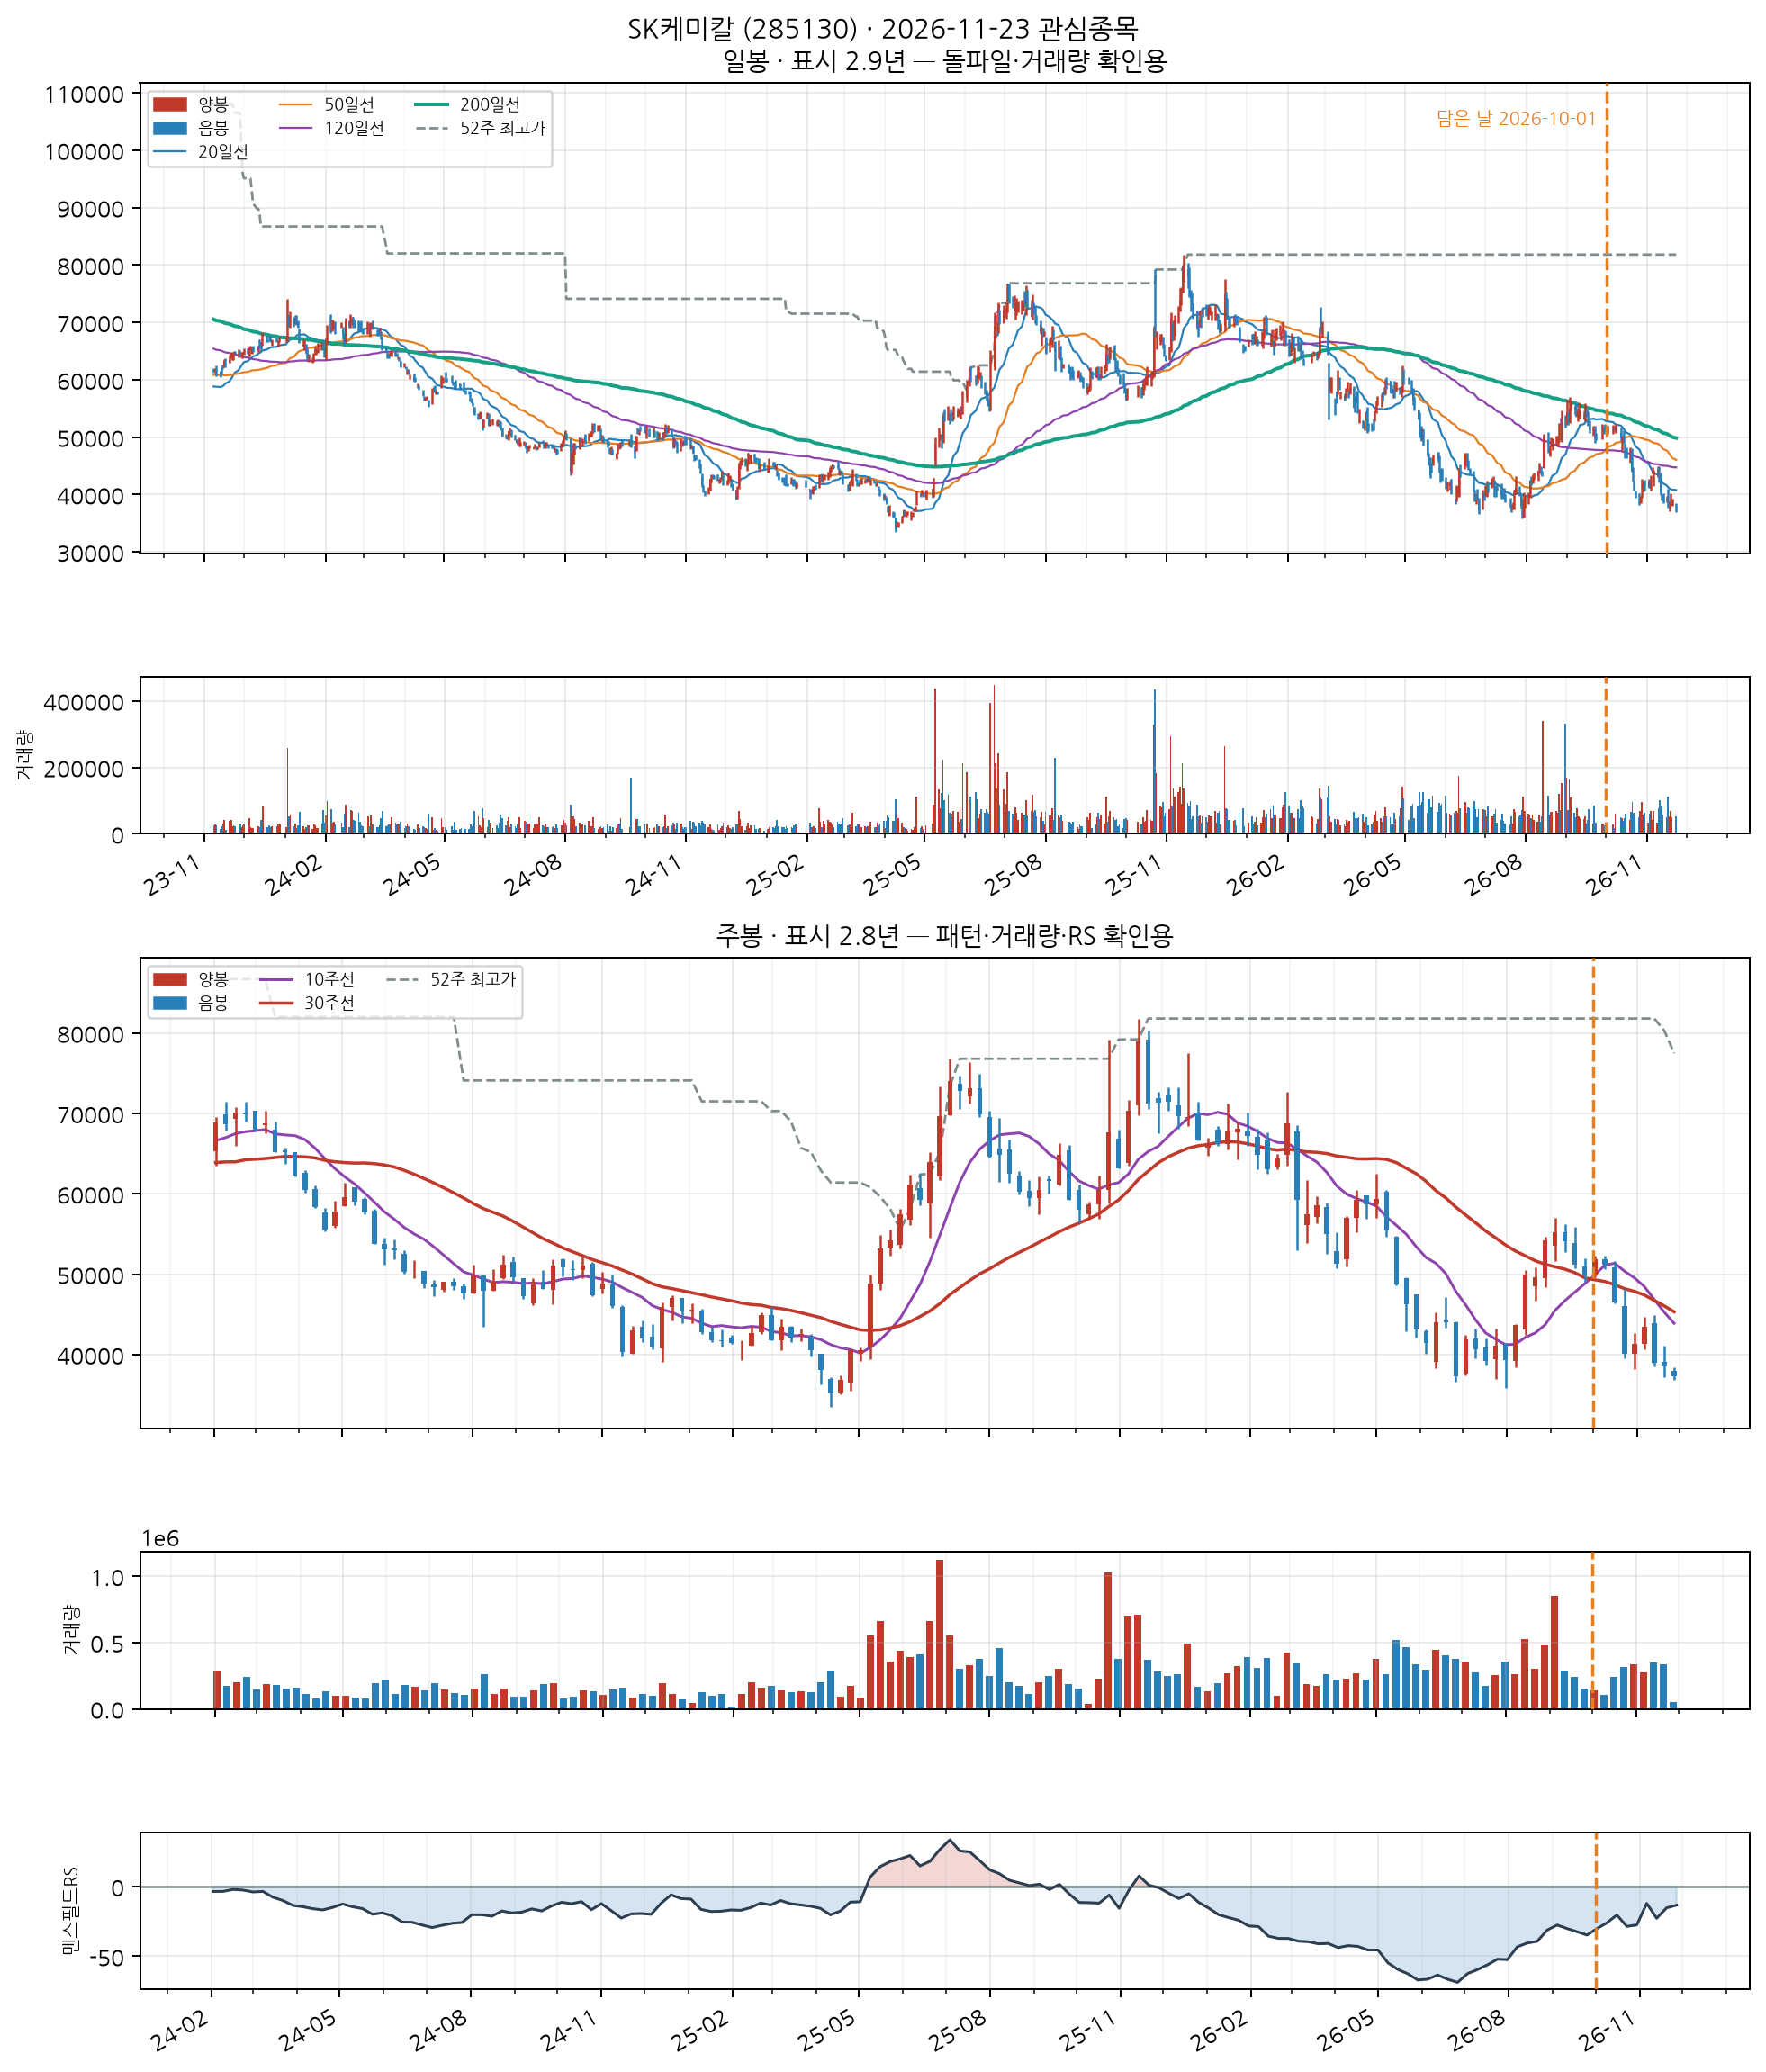 SK케미칼 (285130) · 2026-11-23 관심종목
일봉 · 표시 2.9년 — 돌파일·거래량 확인용
양봉 50일선 200일선
음봉 120일선 52주 최고가
20일선
담은 날 2026-10-01
110000
100000
90000
80000
70000
60000
50000
40000
30000
거래량
400000
200000
0
23-11 24-02 24-05 24-08 24-11 25-02 25-05 25-08 25-11 26-02 26-05 26-08 26-11
주봉 · 표시 2.8년 — 패턴·거래량·RS 확인용
양봉 10주선 52주 최고가
음봉 30주선
80000
70000
60000
50000
40000
1e6
거래량
1.0
0.5
0.0
맨스필드RS
0
-50
24-02 24-05 24-08 24-11 25-02 25-05 25-08 25-11 26-02 26-05 26-08 26-11